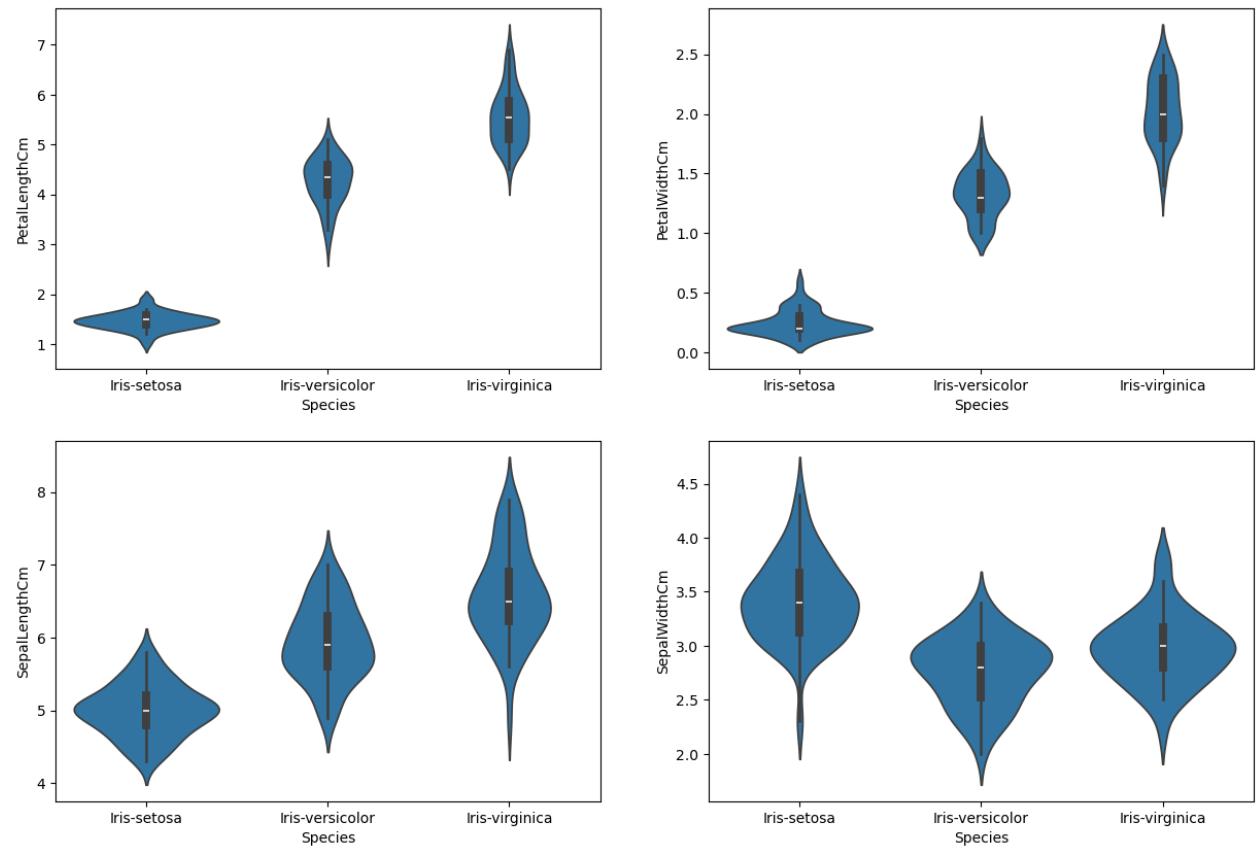 PetalLengthCm
7
6
5
4
3
2
1
Iris-setosa Iris-versicolor Iris-virginica
Species
PetalWidthCm
2.5
2.0
1.5
1.0
0.5
0.0
Iris-setosa Iris-versicolor Iris-virginica
Species
SepalLengthCm
8
7
6
5
4
Iris-setosa Iris-versicolor Iris-virginica
Species
SepalWidthCm
4.5
4.0
3.5
3.0
2.5
2.0
Iris-setosa Iris-versicolor Iris-virginica
Species